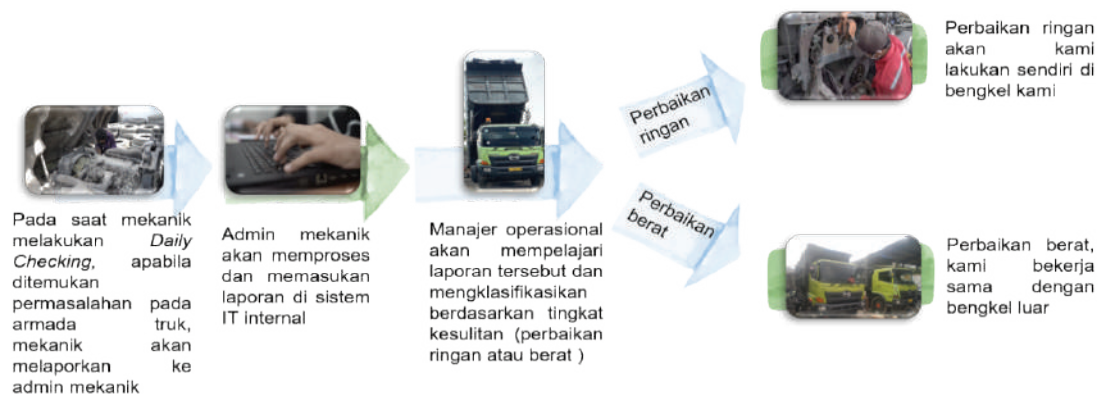 Pada saat mekanik
melakukan Daily
Checking, apabila
ditemukan
permasalahan pada
armada truk,
mekanik akan
melaporkan ke
admin mekanik
Admin mekanik
akan memproses
dan memasukan
laporan di sistem
IT internal
Manajer operasional
akan mempelajari
laporan tersebut dan
mengklasifikasikan
berdasarkan tingkat
kesulitan (perbaikan
ringan atau berat )
Perbaikan
ringan
Perbaikan ringan
akan kami
lakukan sendiri di
bengkel kami
Perbaikan
berat
Perbaikan berat,
kami bekerja
sama dengan
bengkel luar